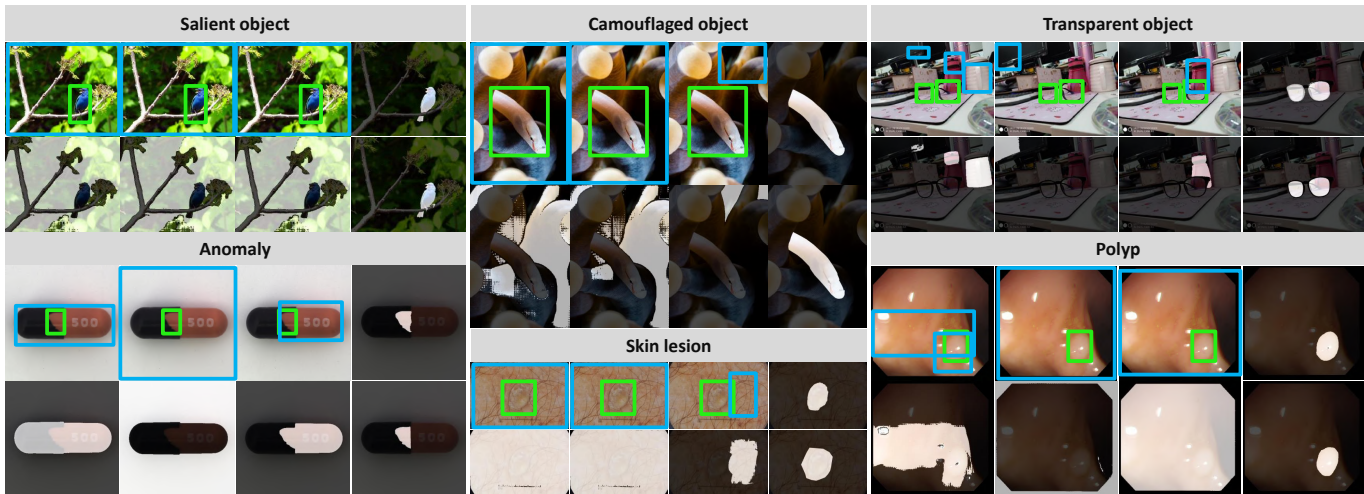 Salient object
Camouflaged object
Transparent object
Anomaly
500
500
500
500
500
500
500
500
Skin lesion
Polyp